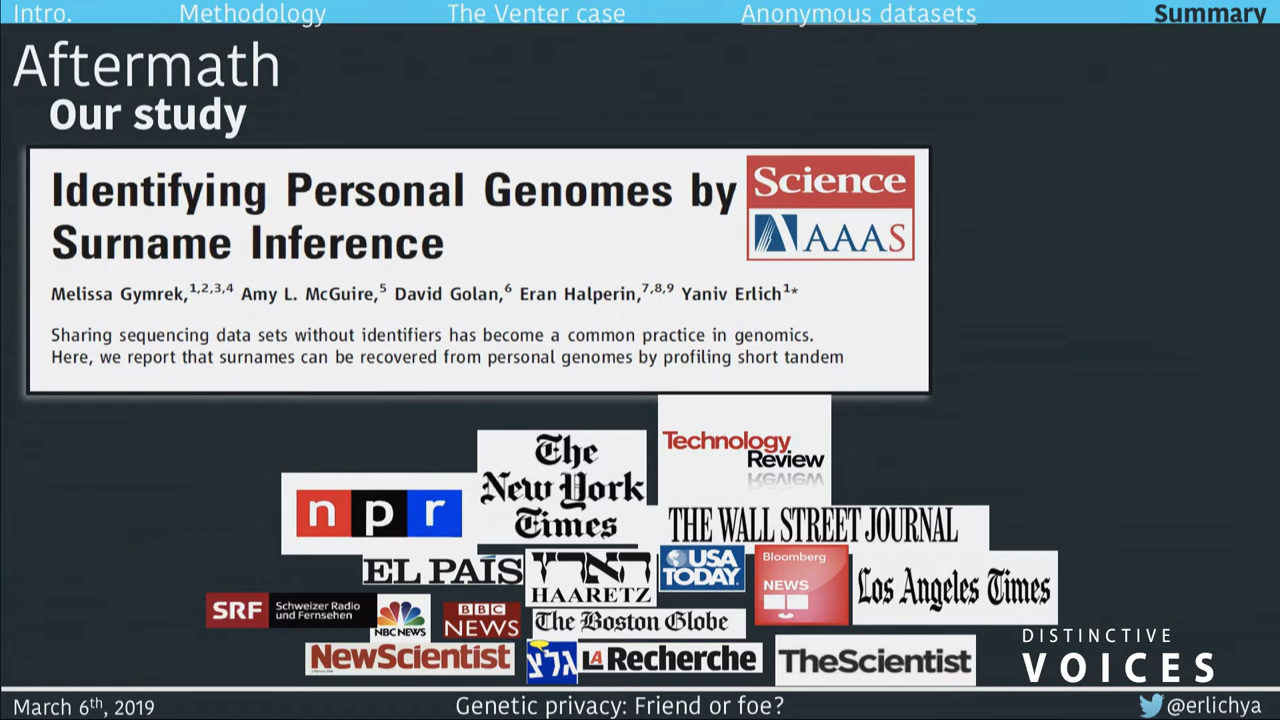 Intro. Methodology The Venter case Anonymous datasets Summary
Aftermath
Our study
Identifying Personal Genomes by
Surname Inference
Science
AAAS
Melissa Gymrek,1,2,3,4 Amy L. McGuire,5 David Golan,6 Eran Halperin,7,8,9 Yaniv Erlich1*
Sharing sequencing data sets without identifiers has become a common practice in genomics.
Here, we report that surnames can be recovered from personal genomes by profiling short tandem
Technology
Review
The
New York
Times
npr
THE WALL STREET JOURNAL
EL PAÍS
הארץ
HAARETZ
USA
TODAY
Bloomberg
NEWS
Los Angeles Times
SRF Schweizer Radio
und Fernsehen
NBC NEWS
BBC
NEWS
The Boston Globe
NewScientist
גלצ
LA Recherche
TheScientist
DISTINCTIVE
VOICES
March 6th, 2019 Genetic privacy: Friend or foe? @erlichya